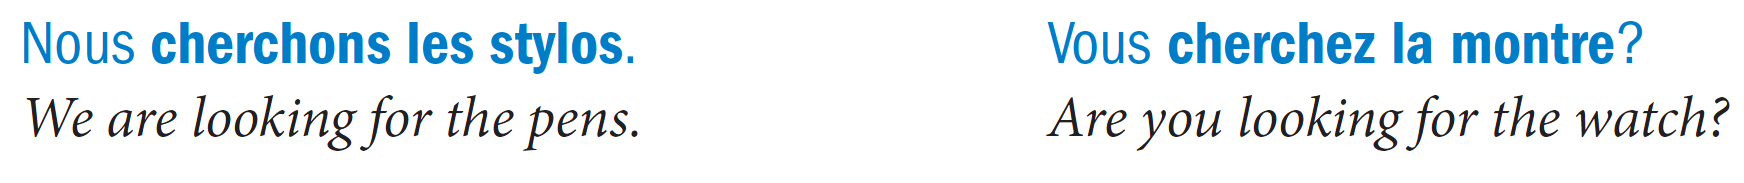 Nous cherchons les stylos.
We are looking for the pens.
Vous cherchez la montre?
Are you looking for the watch?